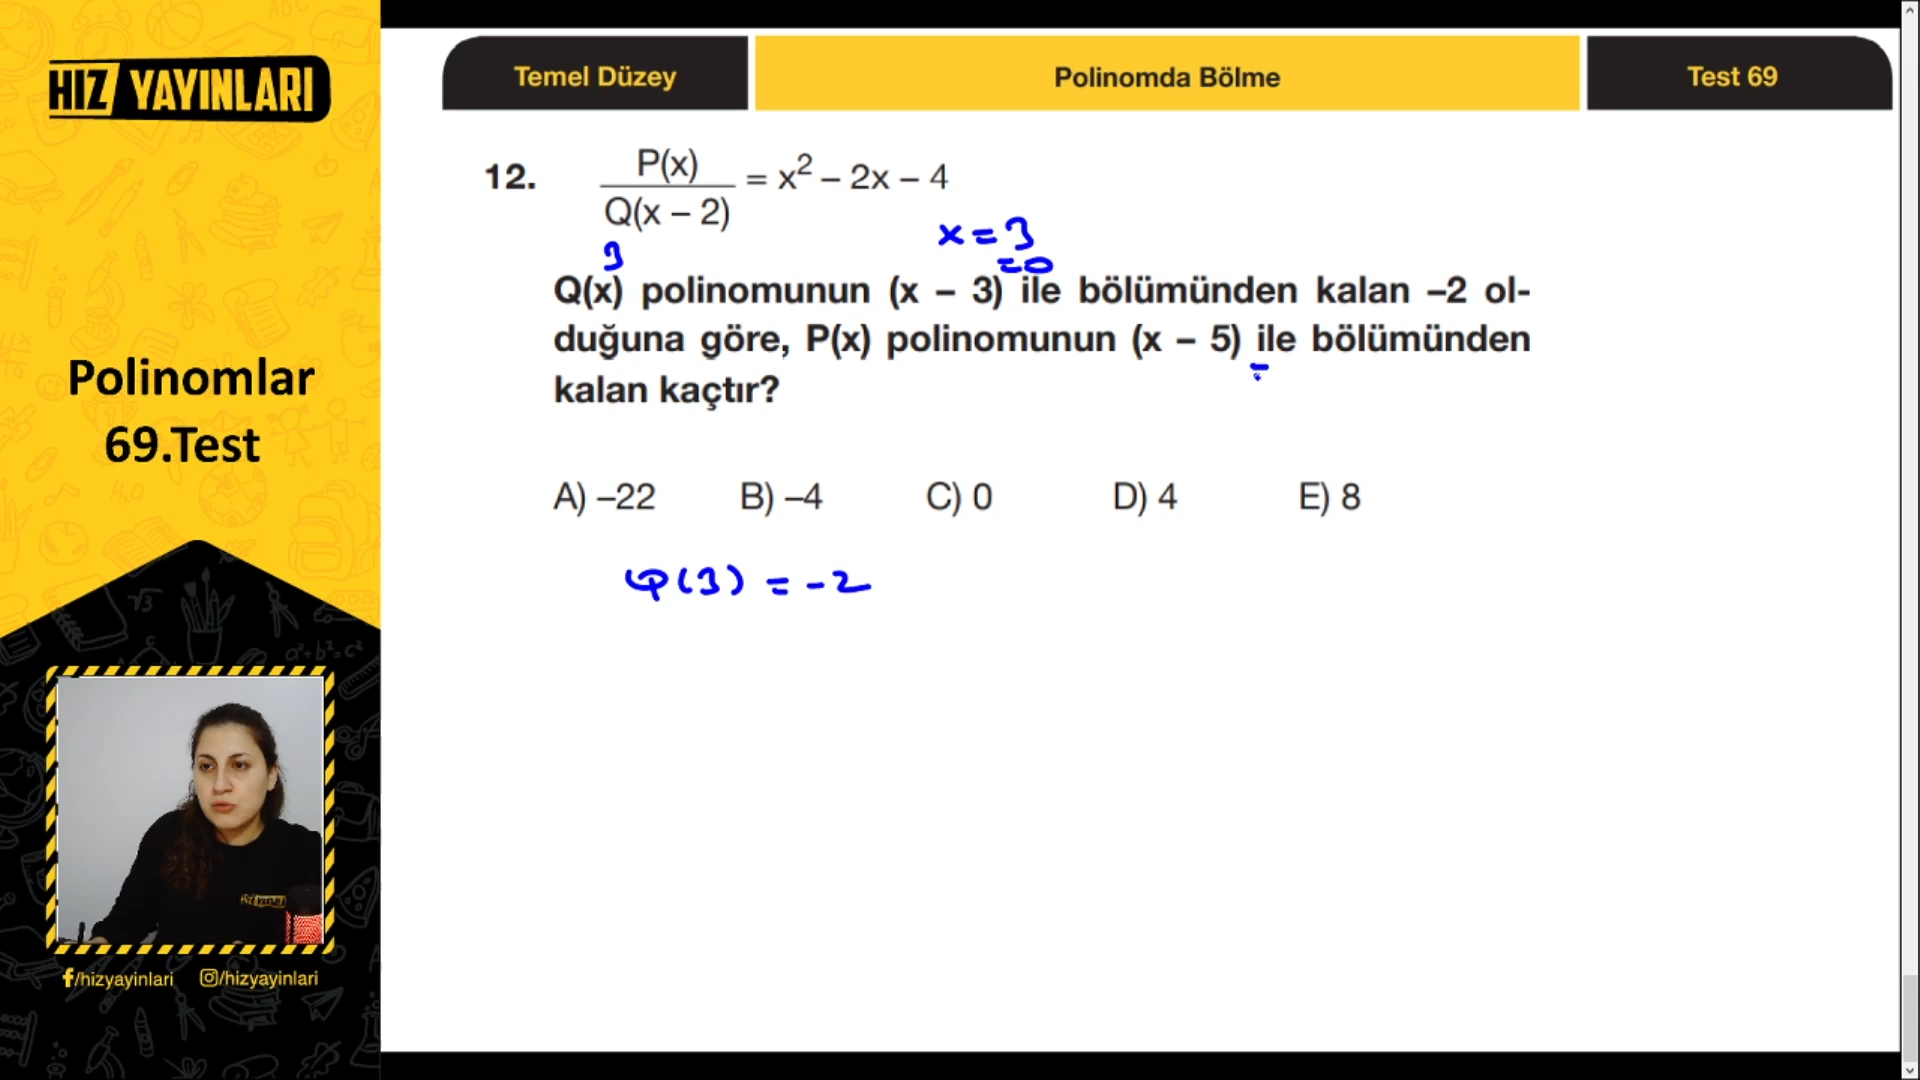 HIZ YAYINLARI
Temel Düzey
Polinomda Bölme
Test 69
12. P(x)/Q(x – 2) = x² – 2x – 4
x = 3
3
= 0
Q(x) polinomunun (x – 3) ile bölümünden kalan –2 ol-
duğuna göre, P(x) polinomunun (x – 5) ile bölümünden
kalan kaçtır?
A) –22 B) –4 C) 0 D) 4 E) 8
Q(3) = -2
Polinomlar
69.Test
f/hizyayinlari /hizyayinlari